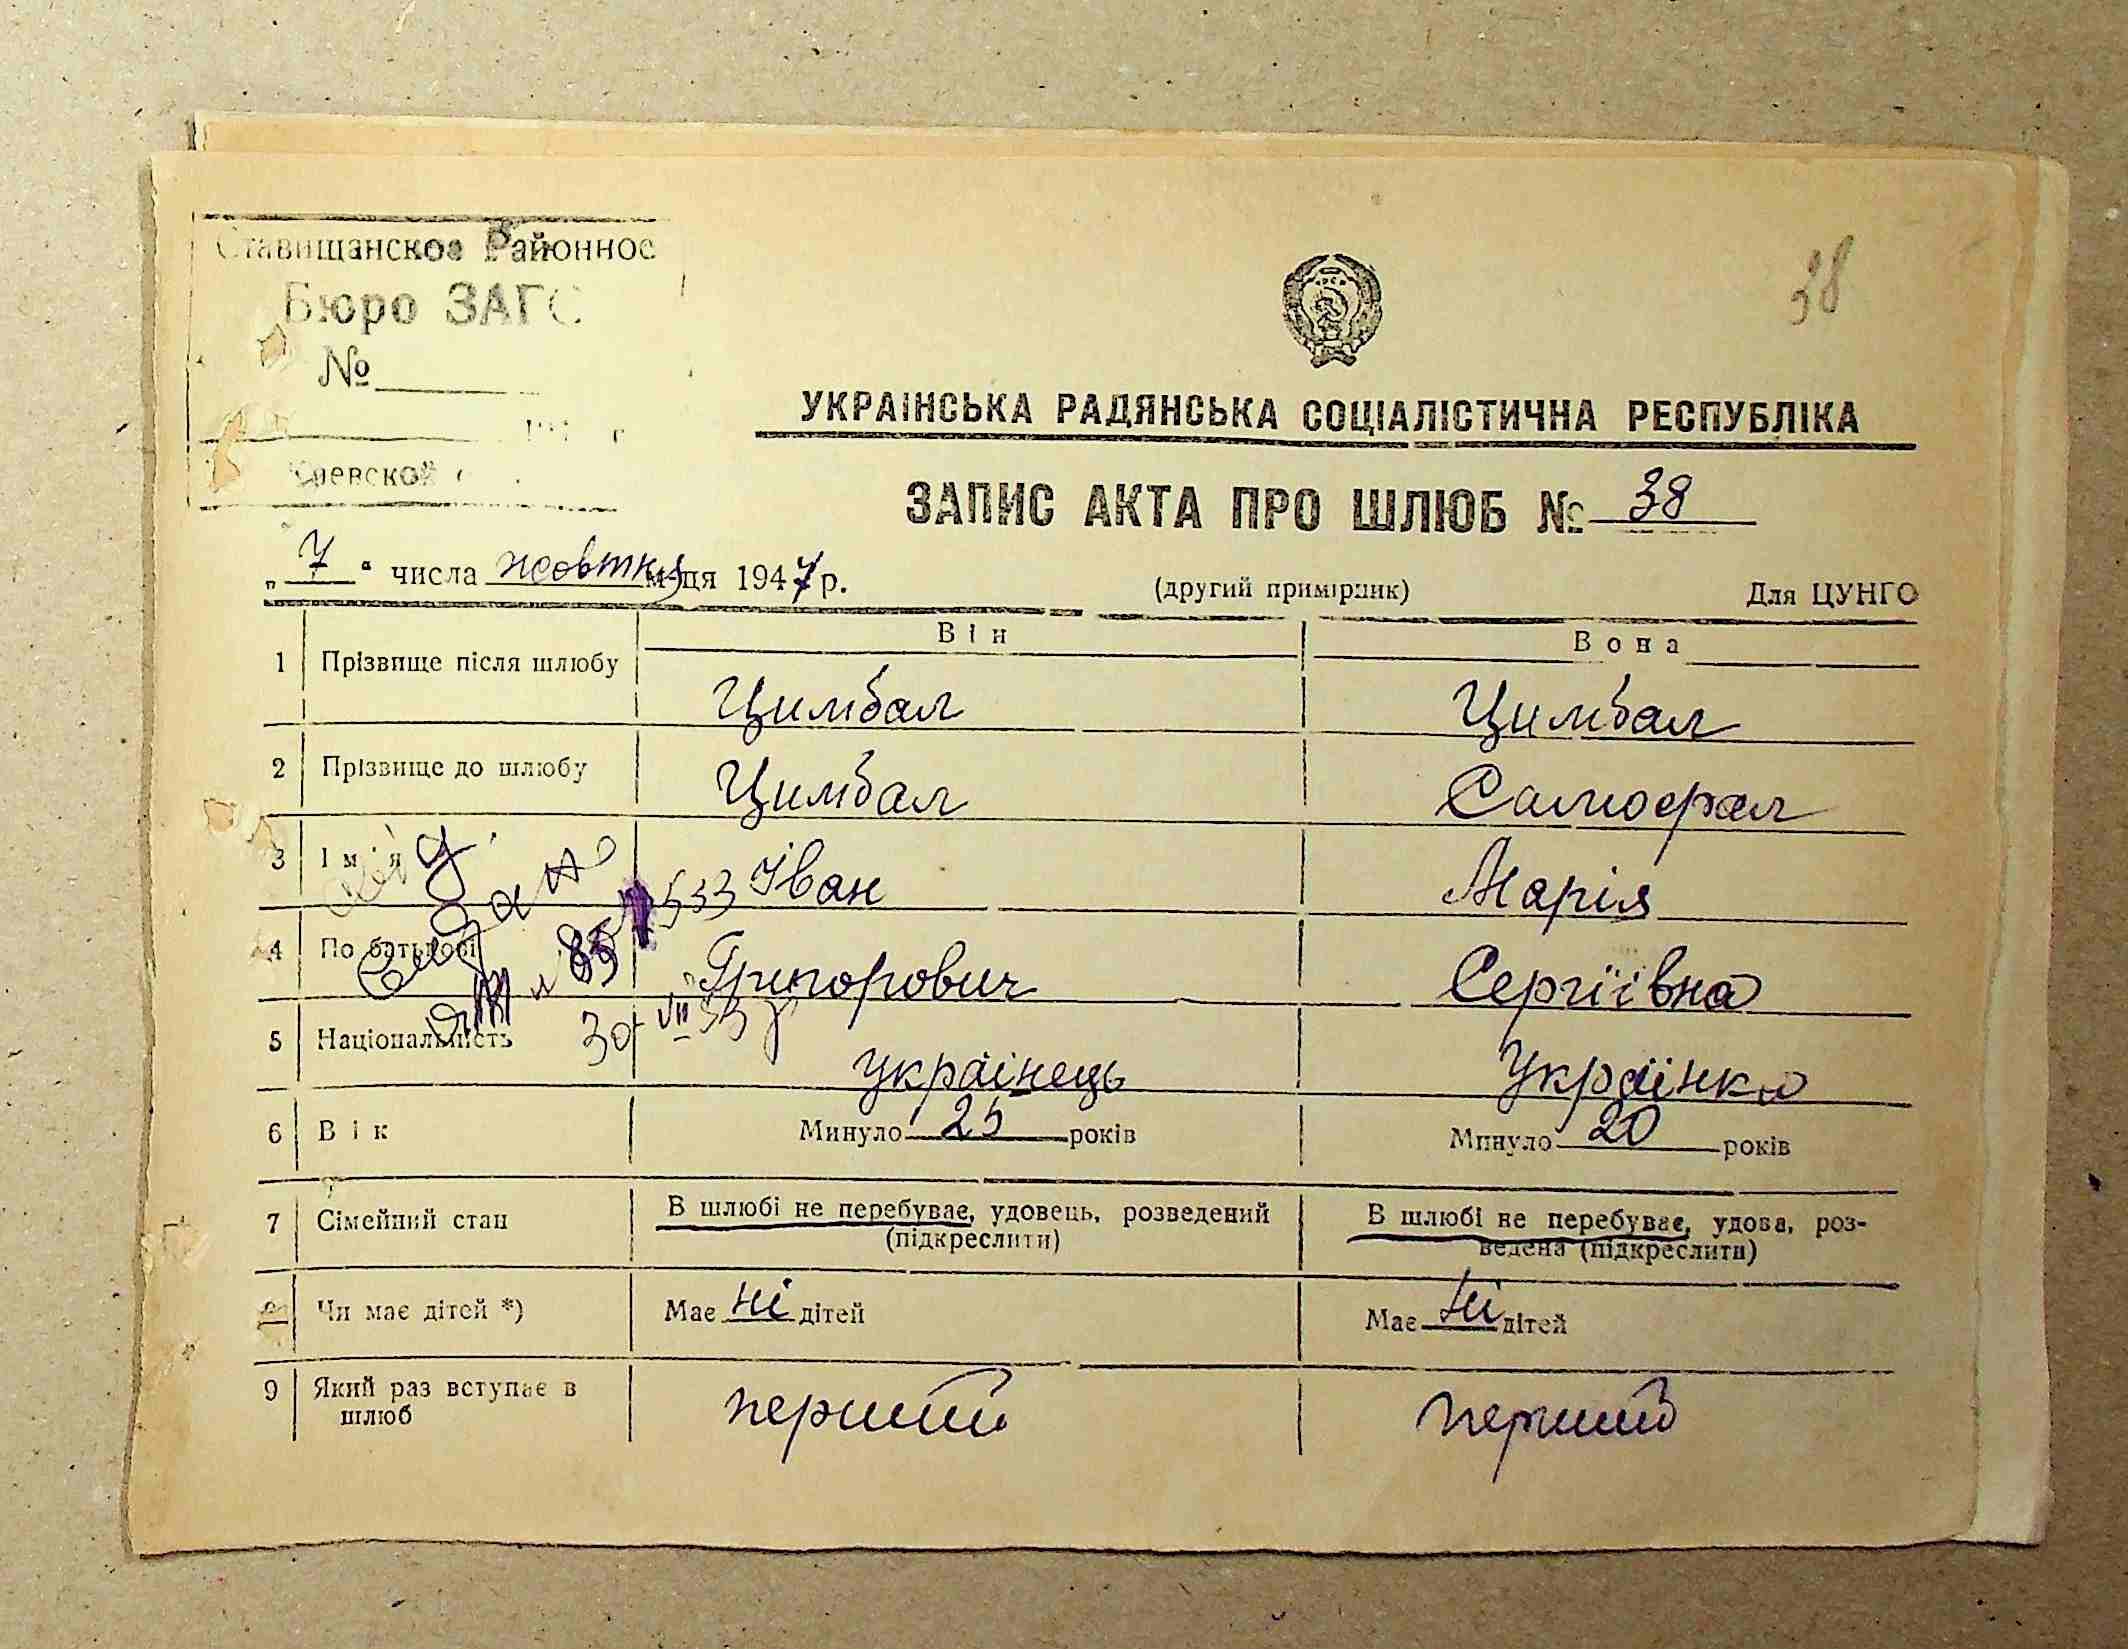 Ставищанское Районное
Бюро ЗАГС
№
Киевской
38
УКРАЇНСЬКА РАДЯНСЬКА СОЦІАЛІСТИЧНА РЕСПУБЛІКА
ЗАПИС АКТА ПРО ШЛЮБ № 38
„7“ числа жовтня м-ця 1947 р.
(другий примірник)
Для ЦУНГО
Він
Вона
1 Прізвище після шлюбу Цимбал Цимбал
2 Прізвище до шлюбу Цимбал Самофал
3 Ім'я Іван Марія
4 По батькові Григорович Сергіївна
5 Національність українець Українка
30 VII 53 р
6 Вік Минуло 25 років Минуло 20 років
7 Сімейний стан В шлюбі не перебуває, удовець, розведений (підкреслити) В шлюбі не перебуває, удова, роз-
ведена (підкреслити)
8 Чи має дітей *) Має ні дітей Має ні дітей
9 Який раз вступає в шлюб перший перший